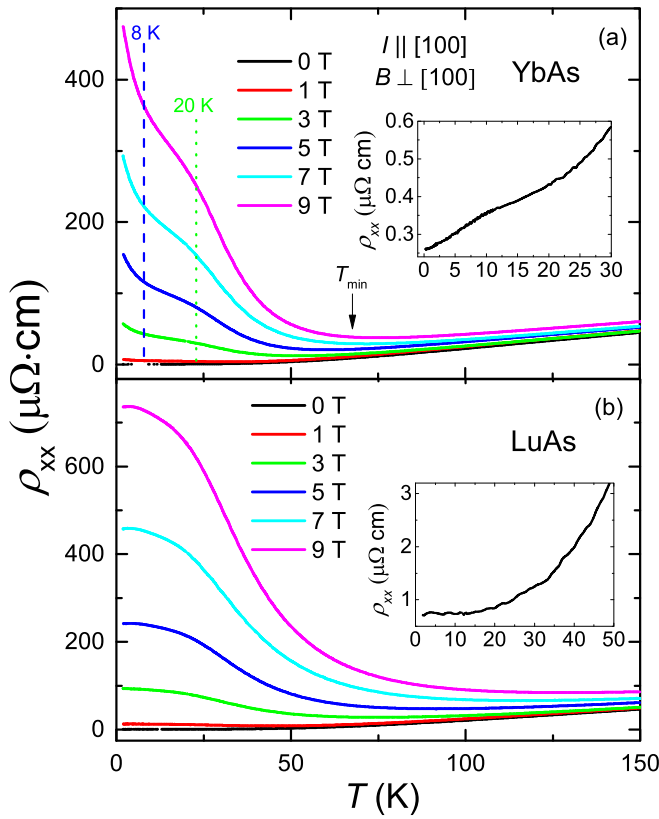 (a)
I || [100]
B ⊥ [100]
YbAs
8 K
20 K
0 T
1 T
3 T
5 T
7 T
9 T
T_min
400
200
0
ρ_xx (μΩ cm)
0.6
0.5
0.4
0.3
0 5 10 15 20 25 30
ρ_xx (μΩ·cm)
(b)
LuAs
0 T
1 T
3 T
5 T
7 T
9 T
600
400
200
0
ρ_xx (μΩ cm)
3
2
1
0 10 20 30 40 50
0 50 100 150
T (K)